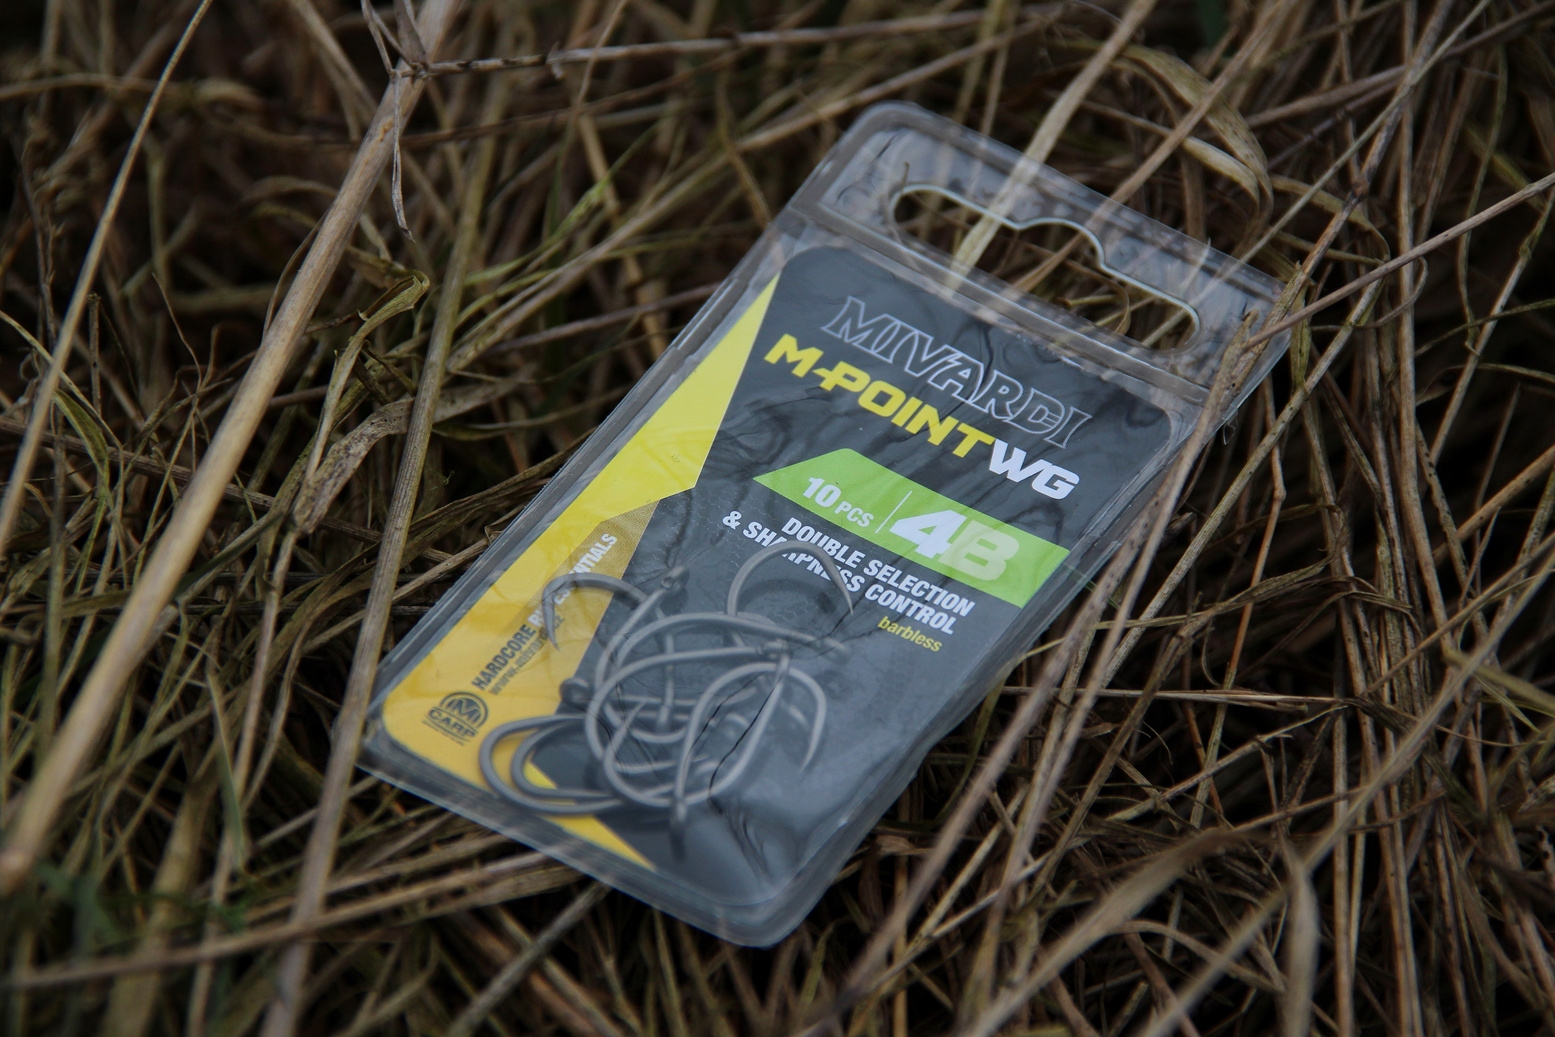 MIVARDI
M-POINT WG
10 PCS 4B
DOUBLE SELECTION
& SHARPNESS CONTROL
barbless
HARDCORE
CARP